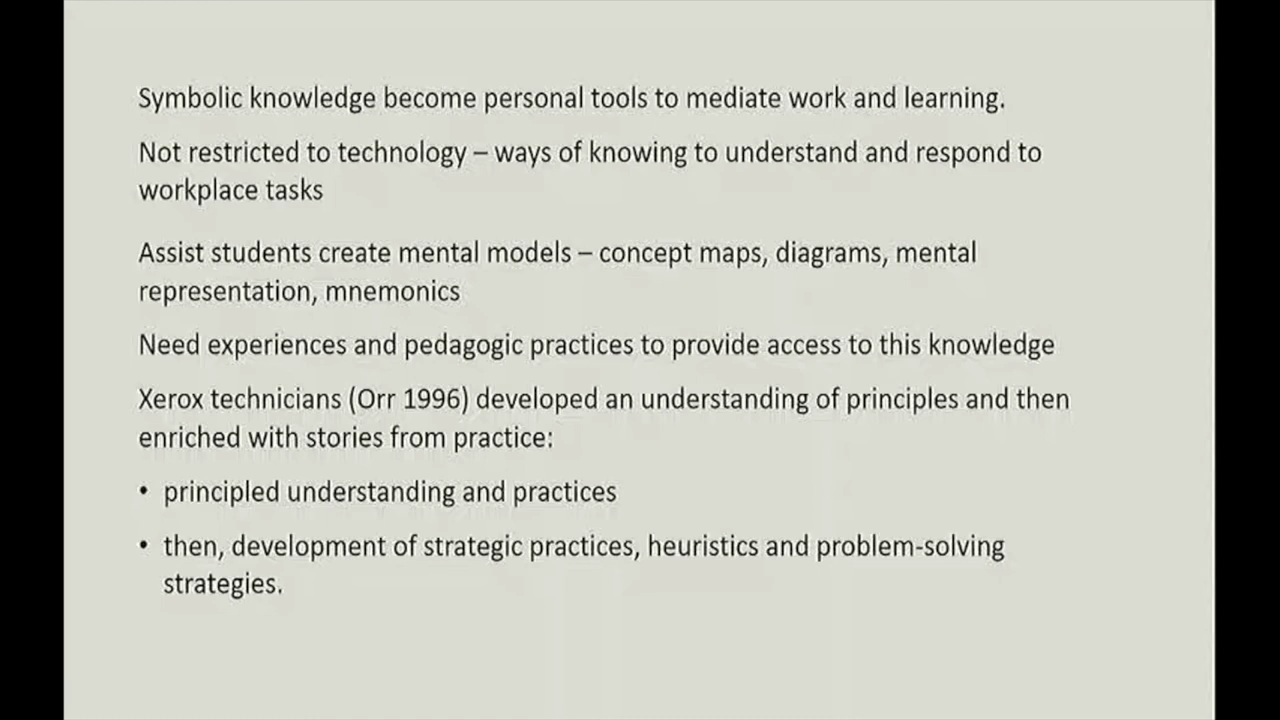 Symbolic knowledge become personal tools to mediate work and learning.
Not restricted to technology – ways of knowing to understand and respond to
workplace tasks
Assist students create mental models – concept maps, diagrams, mental
representation, mnemonics
Need experiences and pedagogic practices to provide access to this knowledge
Xerox technicians (Orr 1996) developed an understanding of principles and then
enriched with stories from practice:
• principled understanding and practices
• then, development of strategic practices, heuristics and problem-solving
strategies.